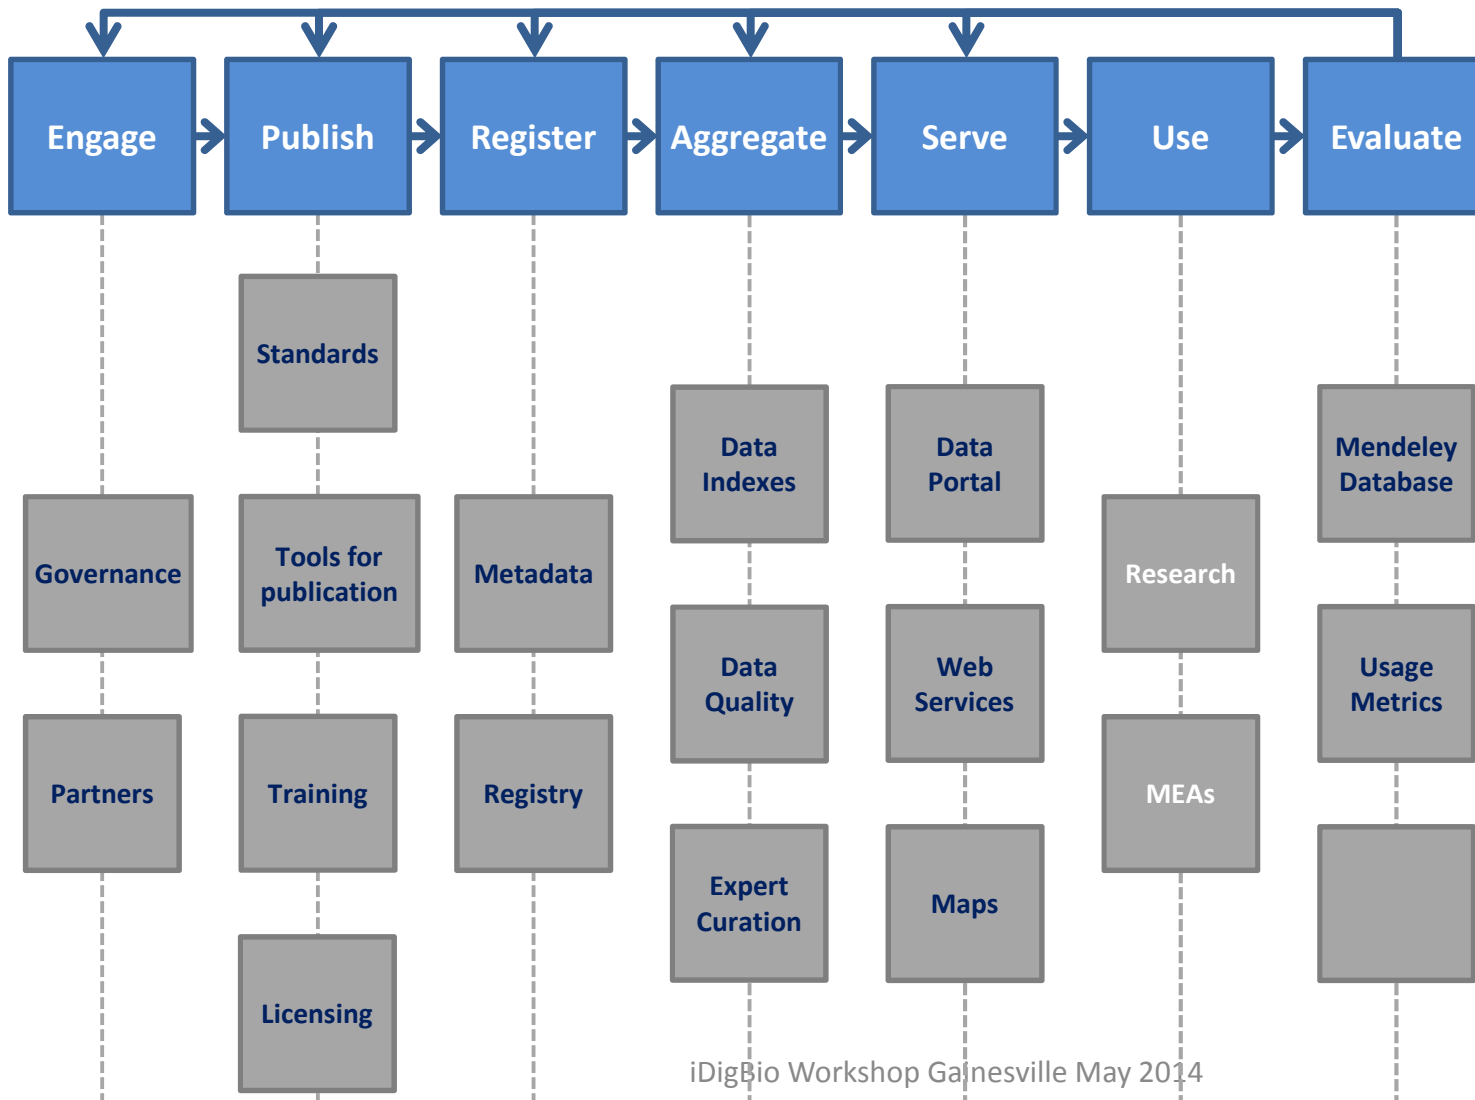 Engage
Publish
Register
Aggregate
Serve
Use
Evaluate
Standards
Data
Indexes
Data
Portal
Mendeley
Database
Governance
Tools for
publication
Metadata
Research
Data
Quality
Web
Services
Usage
Metrics
Partners
Training
Registry
MEAs
Expert
Curation
Maps
Licensing
iDigBio Workshop Gainesville May 2014